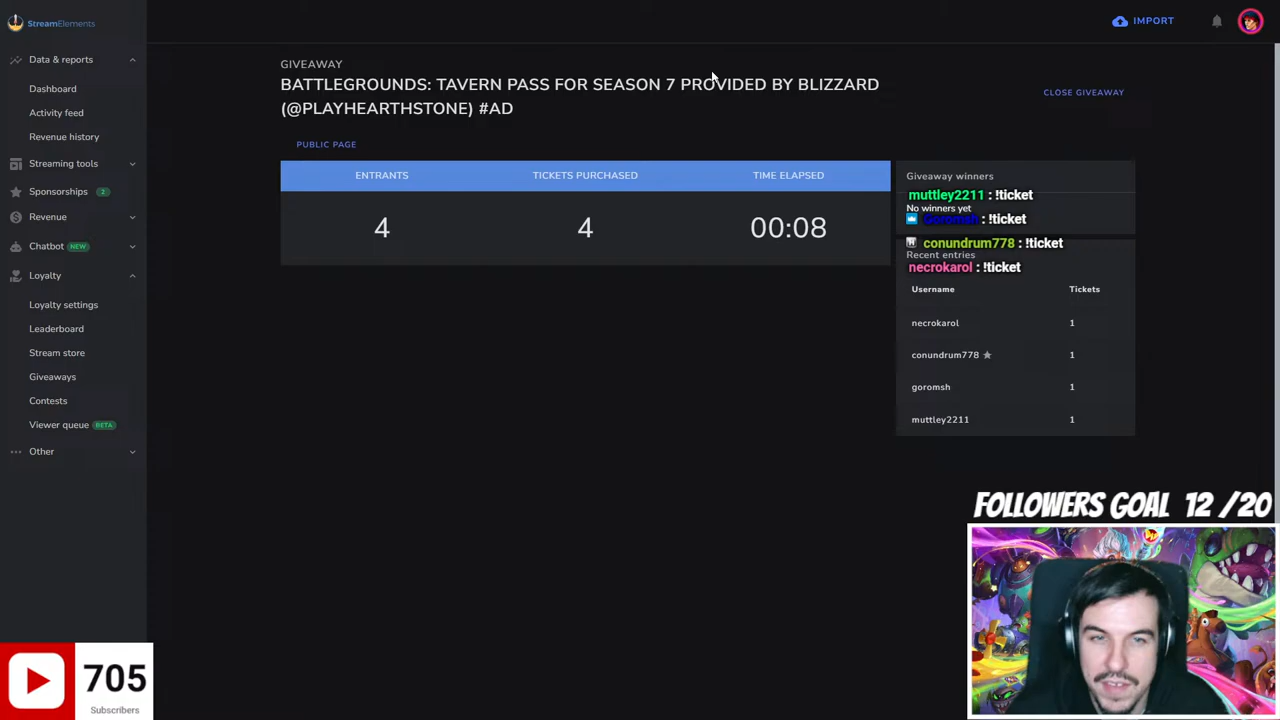 StreamElements
IMPORT
Data & reports
Dashboard
Activity feed
Revenue history
Streaming tools
Sponsorships 2
Revenue
Chatbot NEW
Loyalty
Loyalty settings
Leaderboard
Stream store
Giveaways
Contests
Viewer queue BETA
Other
GIVEAWAY
BATTLEGROUNDS: TAVERN PASS FOR SEASON 7 PROVIDED BY BLIZZARD
(@PLAYHEARTHSTONE) #AD
CLOSE GIVEAWAY
PUBLIC PAGE
ENTRANTS TICKETS PURCHASED TIME ELAPSED
4 4 00:08
Giveaway winners
muttley2211 : !ticket
No winners yet
Goromsh : !ticket
conundrum778 : !ticket
Recent entries
necrokarol : !ticket
Username Tickets
necrokarol 1
conundrum778 1
goromsh 1
muttley2211 1
FOLLOWERS GOAL 12 /20
705
Subscribers